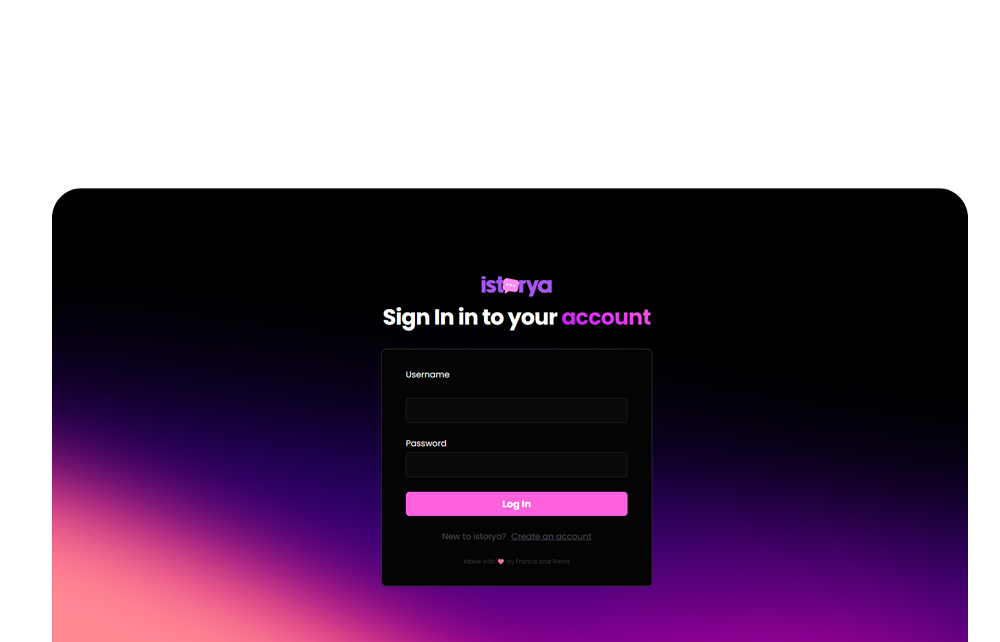 istorya
Sign In in to your account
Username
Password
Log In
New to istorya? Create an account
Made with ❤ by Francis and Riena